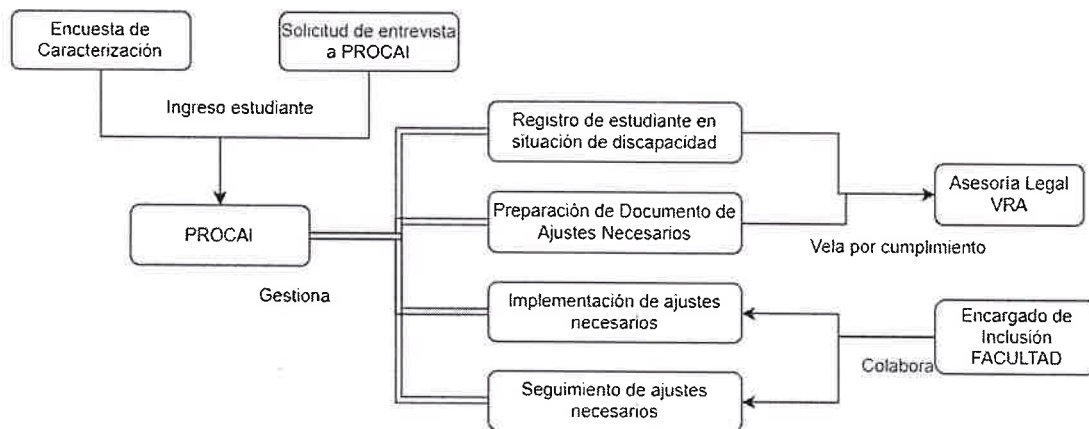 Encuesta de
Caracterización
Solicitud de entrevista
a PROCAI
Ingreso estudiante
Registro de estudiante en
situación de discapacidad
Asesoría Legal
VRA
PROCAI
Preparación de Documento de
Ajustes Necesarios
Vela por cumplimiento
Gestiona
Implementación de ajustes
necesarios
Encargado de
Inclusión
FACULTAD
Colabora
Seguimiento de ajustes
necesarios